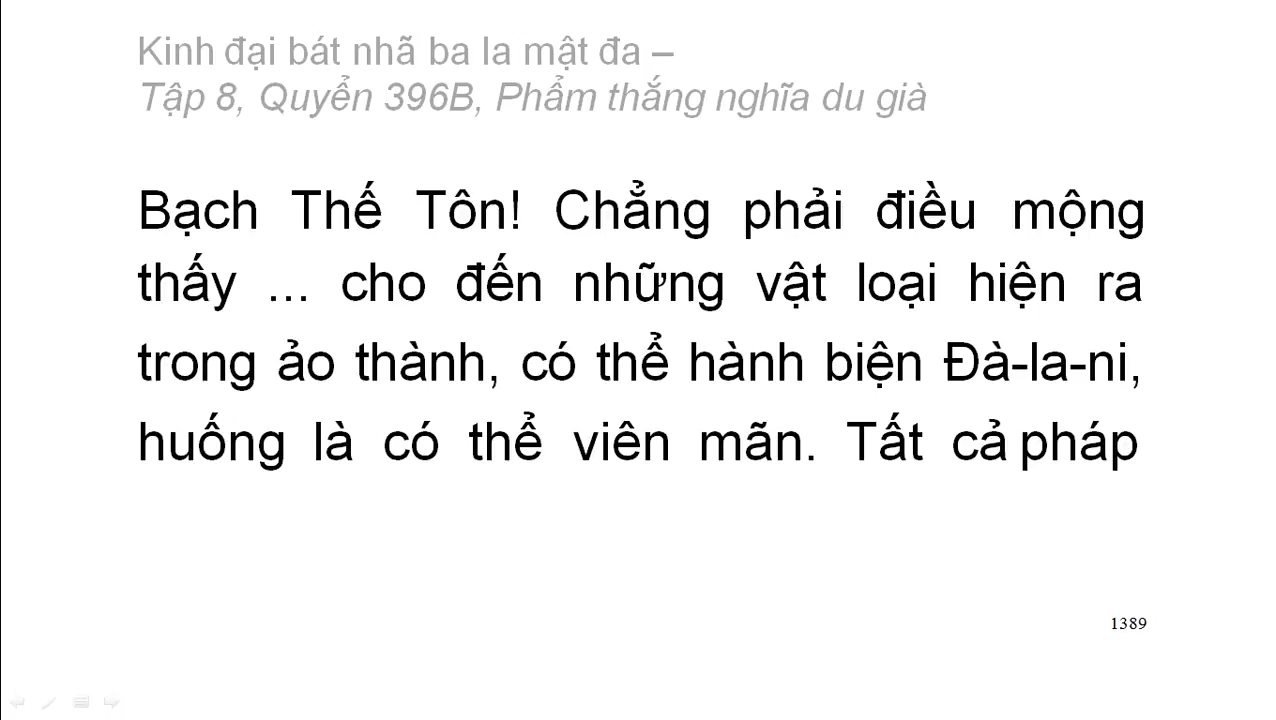 Kinh đại bát nhã ba la mật đa –
Tập 8, Quyển 396B, Phẩm thắng nghĩa du già
Bạch Thế Tôn! Chẳng phải điều mộng
thấy ... cho đến những vật loại hiện ra
trong ảo thành, có thể hành biện Đà-la-ni,
huống là có thể viên mãn. Tất cả pháp
1389